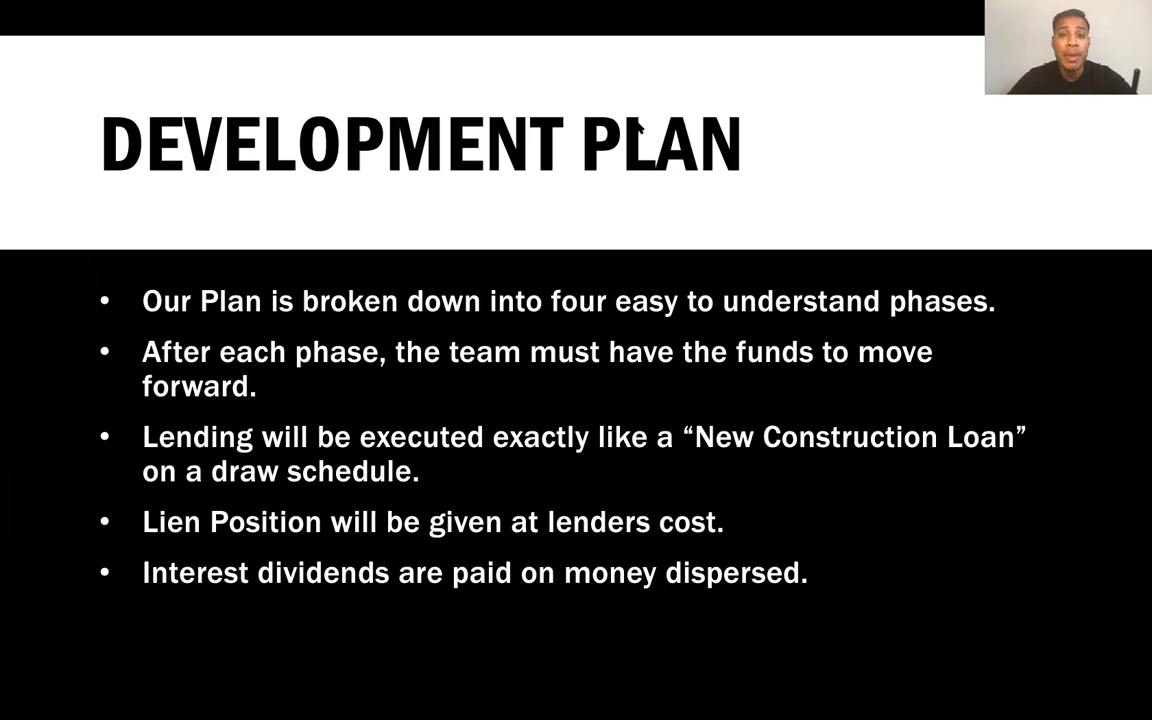 DEVELOPMENT PLAN
• Our Plan is broken down into four easy to understand phases.
• After each phase, the team must have the funds to move
forward.
• Lending will be executed exactly like a “New Construction Loan”
on a draw schedule.
• Lien Position will be given at lenders cost.
• Interest dividends are paid on money dispersed.